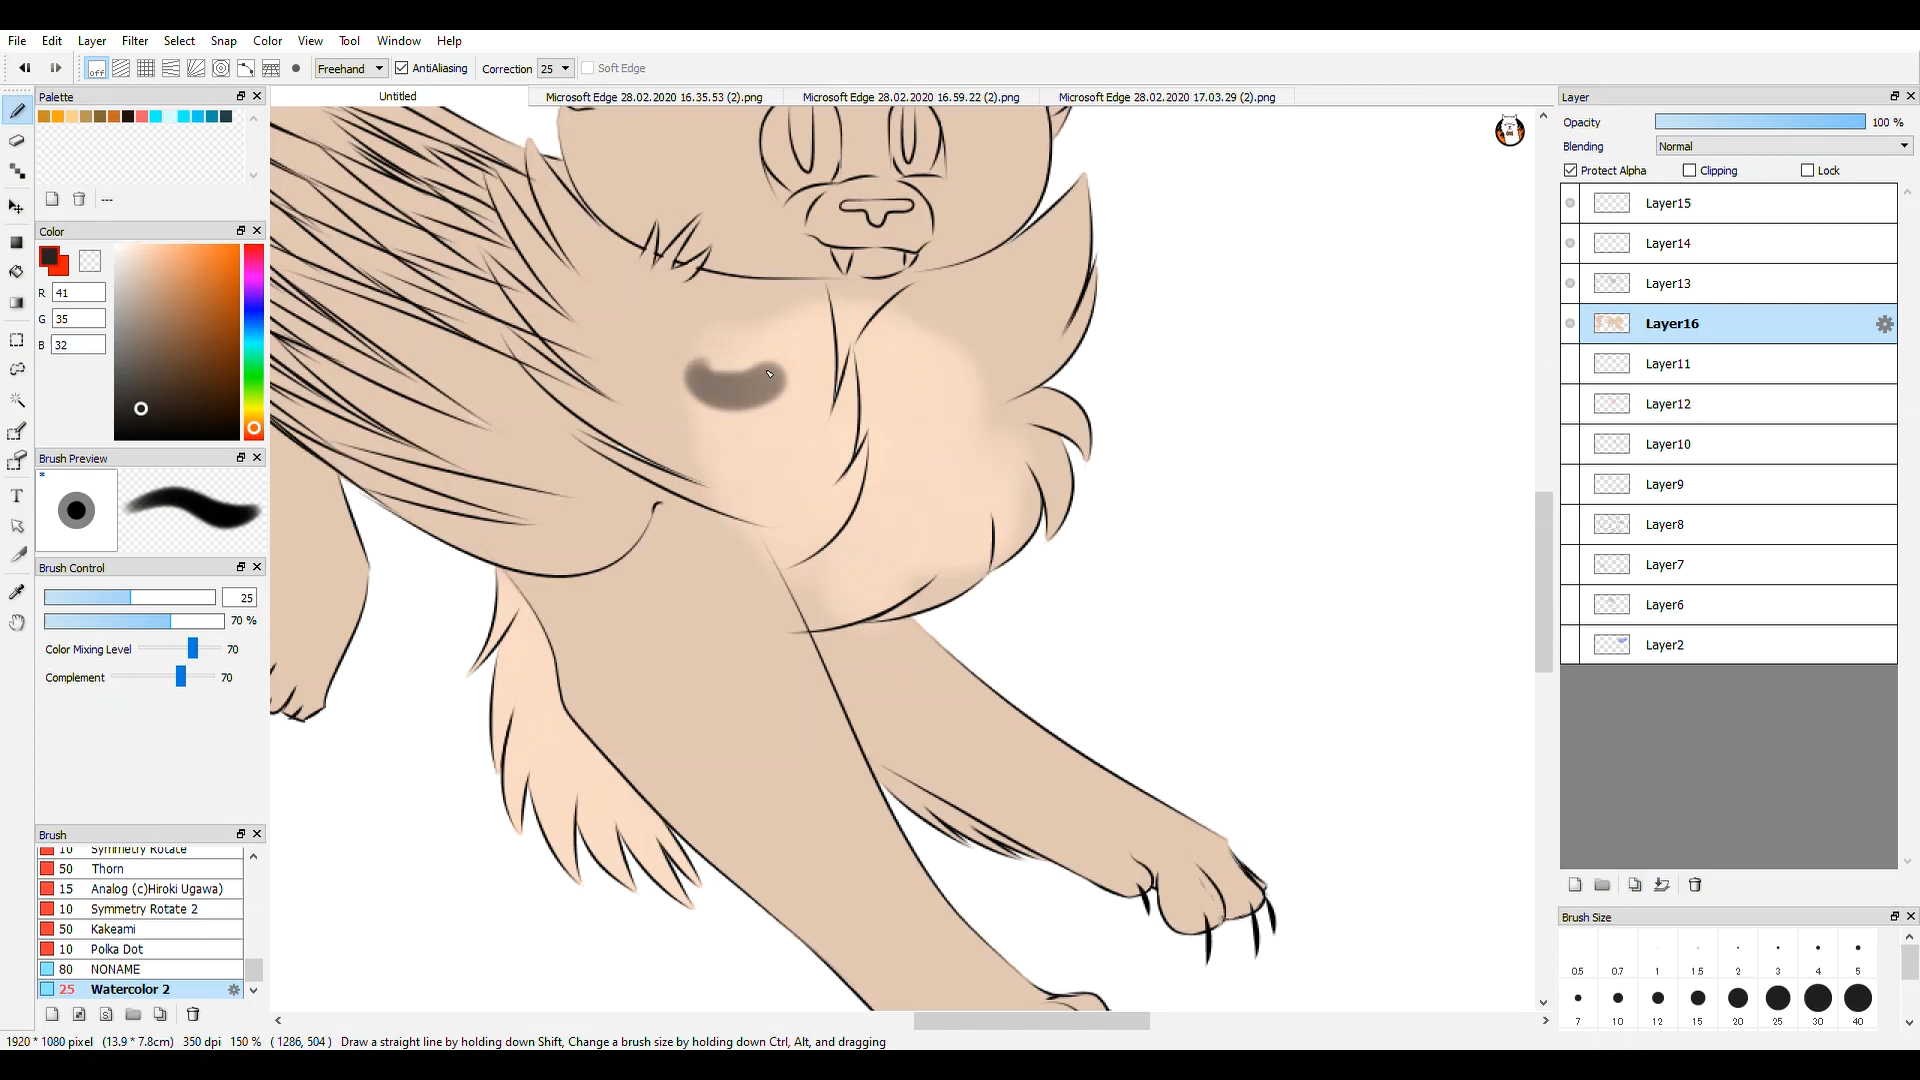 File Edit Layer Filter Select Snap Color View Tool Window Help
off Freehand AntiAliasing Correction 25 Soft Edge
Palette
Untitled Microsoft Edge 28.02.2020 16.35.53 (2).png Microsoft Edge 28.02.2020 16.59.22 (2).png Microsoft Edge 28.02.2020 17.03.29 (2).png
---
Color
R 41
G 35
B 32
Brush Preview
*
Brush Control
25
70 %
Color Mixing Level 70
Complement 70
Brush
10 Symmetry Rotate
50 Thorn
15 Analog (c)Hiroki Ugawa)
10 Symmetry Rotate 2
50 Kakeami
10 Polka Dot
80 NONAME
25 Watercolor 2
Layer
Opacity 100 %
Blending Normal
Protect Alpha Clipping Lock
Layer15
Layer14
Layer13
Layer16
Layer11
Layer12
Layer10
Layer9
Layer8
Layer7
Layer6
Layer2
Brush Size
0.5 0.7 1 1.5 2 3 4 5
7 10 12 15 20 25 30 40
1920 * 1080 pixel (13.9 * 7.8cm) 350 dpi 150 % ( 1286, 504 ) Draw a straight line by holding down Shift, Change a brush size by holding down Ctrl, Alt, and dragging